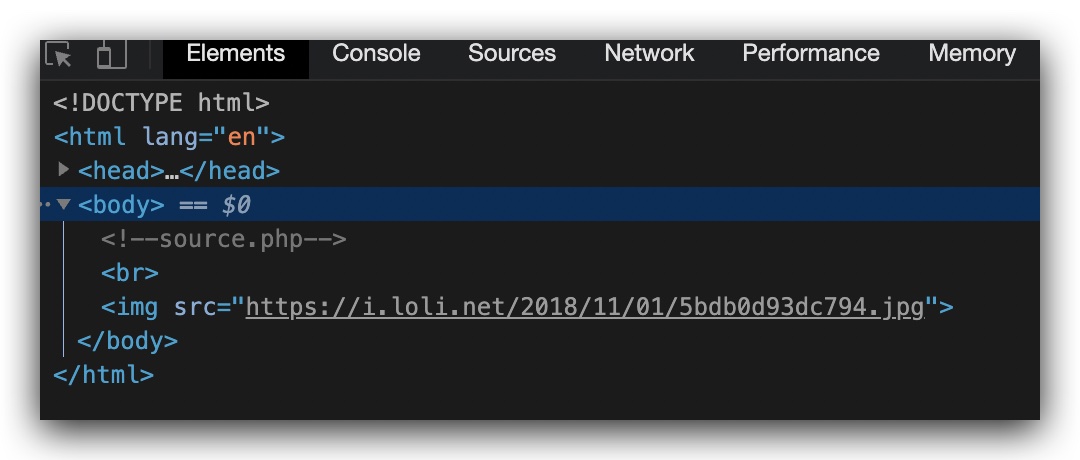 Elements Console Sources Network Performance Memory
<!DOCTYPE html>
<html lang="en">
<head>…</head>
<body> == $0
<!--source.php-->
<br>
<img src="https://i.loli.net/2018/11/01/5bdb0d93dc794.jpg">
</body>
</html>